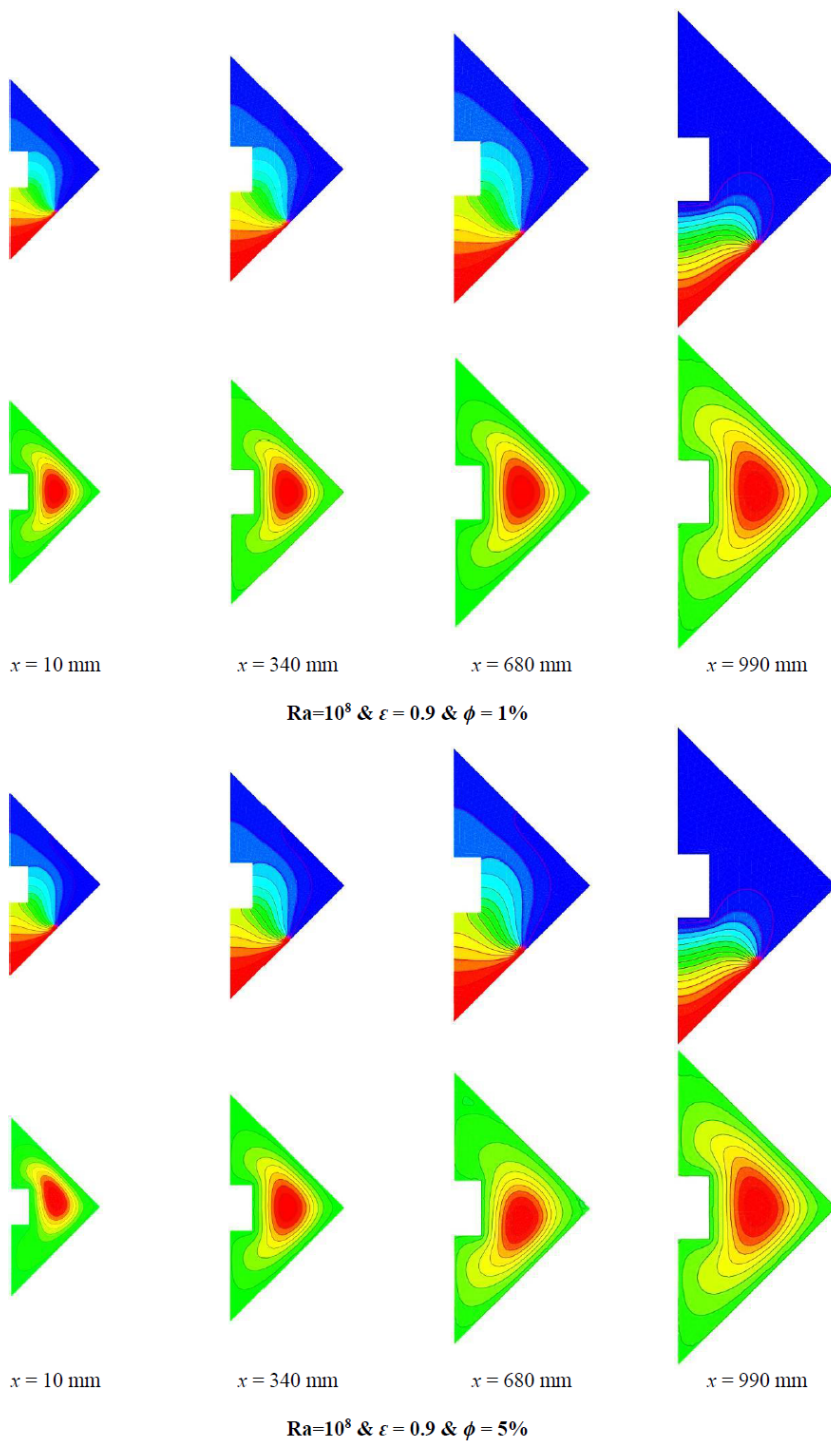 x = 10 mm x = 340 mm x = 680 mm x = 990 mm
Ra=10⁸ & ε = 0.9 & ϕ = 1%
x = 10 mm x = 340 mm x = 680 mm x = 990 mm
Ra=10⁸ & ε = 0.9 & ϕ = 5%